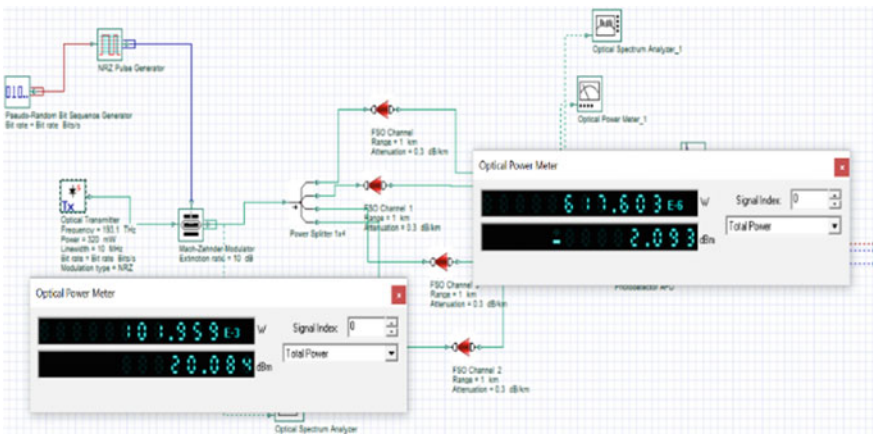 Optical Spectrum Analyzer_1
NRZ Pulse Generator
010...
Pseudo-Random Bit Sequence Generator
Bit rate = Bit rate Bits/s
Optical Power Meter_1
FSO Channel
Range = 1 km
Attenuation = 0.3 dB/km
Tx
Optical Transmitter
Frequency = 193.1 THz
Power = 320 mW
Linewidth = 10 MHz
Bit rate = Bit rate Bits/s
Modulation type = NRZ
Mach-Zehnder Modulator
Extinction ratio = 10 dB
Power Splitter 1x4
FSO Channel 1
Range = 1 km
Attenuation = 0.3 dB/km
Optical Power Meter
x
617.603 E-6 W
Signal Index: 0
-2.093 dBm
Total Power
Photodetector APD
Range = 1 km
Attenuation = 0.3 dB/km
Optical Power Meter
x
101.959 E-3 W
Signal Index: 0
20.084 dBm
Total Power
FSO Channel 2
Range = 1 km
Attenuation = 0.3 dB/km
Optical Spectrum Analyzer